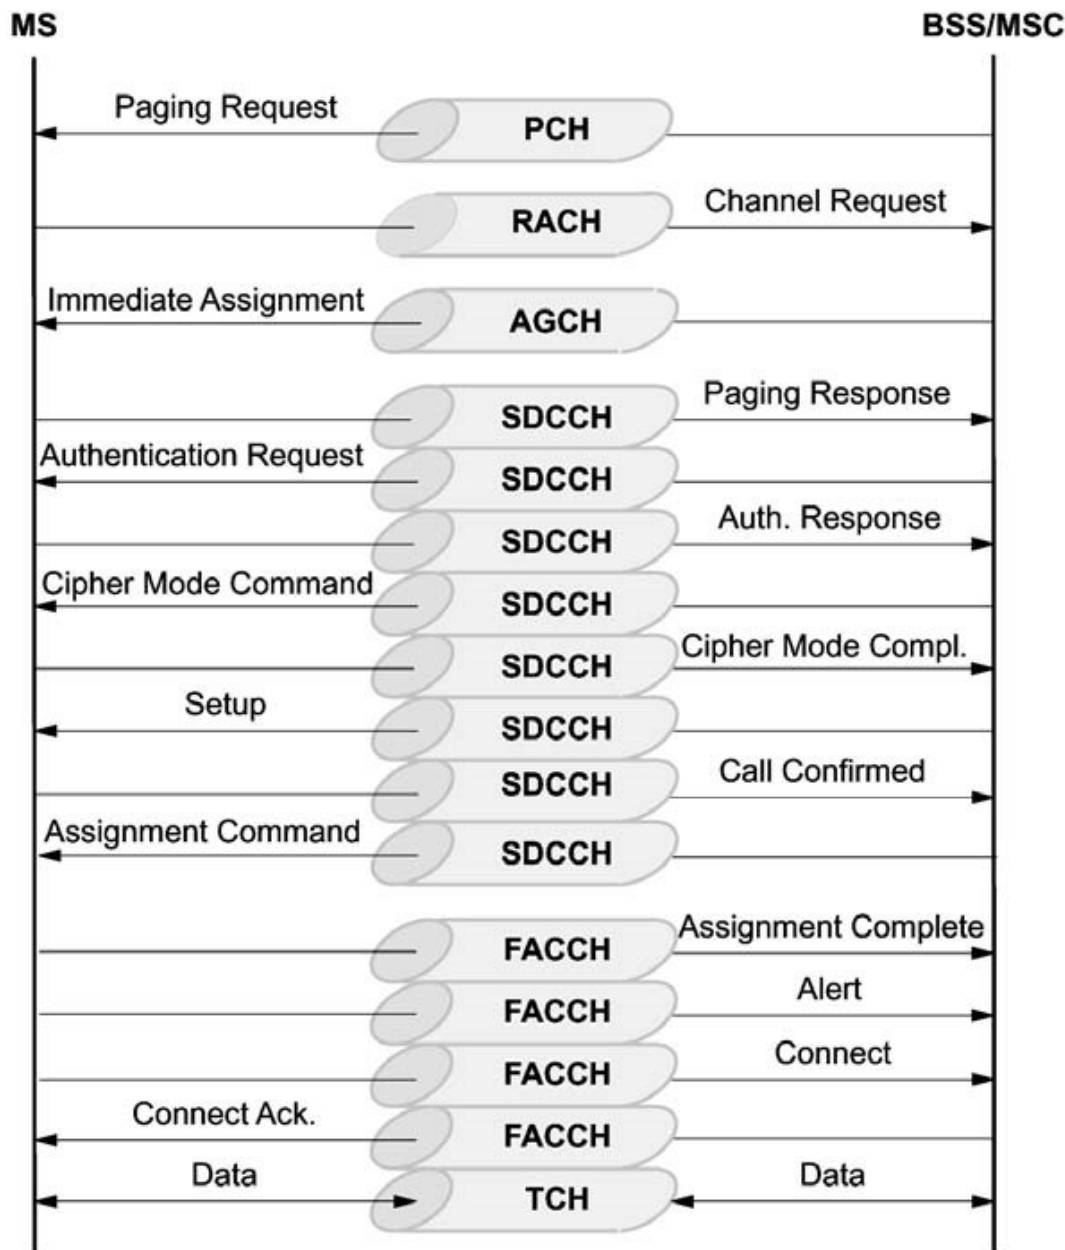 MS
BSS/MSC
Paging Request
PCH
RACH
Channel Request
Immediate Assignment
AGCH
SDCCH
Paging Response
Authentication Request
SDCCH
SDCCH
Auth. Response
Cipher Mode Command
SDCCH
SDCCH
Cipher Mode Compl.
Setup
SDCCH
SDCCH
Call Confirmed
Assignment Command
SDCCH
FACCH
Assignment Complete
FACCH
Alert
FACCH
Connect
Connect Ack.
FACCH
Data
TCH
Data